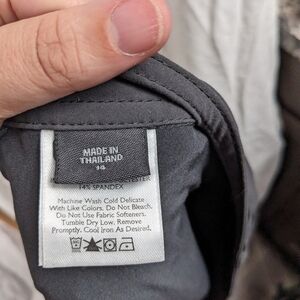 MADE IN
THAILAND
14
14% SPANDEX
Machine Wash Cold Delicate
With Like Colors. Do Not Bleach.
Do Not Use Fabric Softeners.
Tumble Dry Low. Remove
Promptly. Cool Iron As Desired.